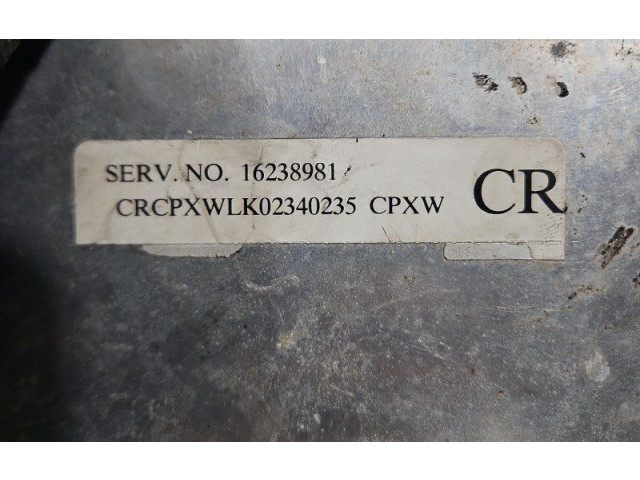 SERV. NO. 16238981
CRCPXWLK02340235 CPXW
CR